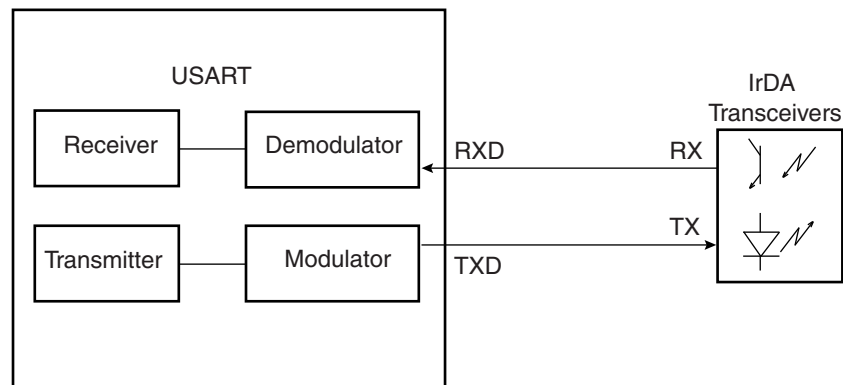 USART
IrDA
Transceivers
Receiver
Demodulator
RXD
RX
Transmitter
Modulator
TXD
TX